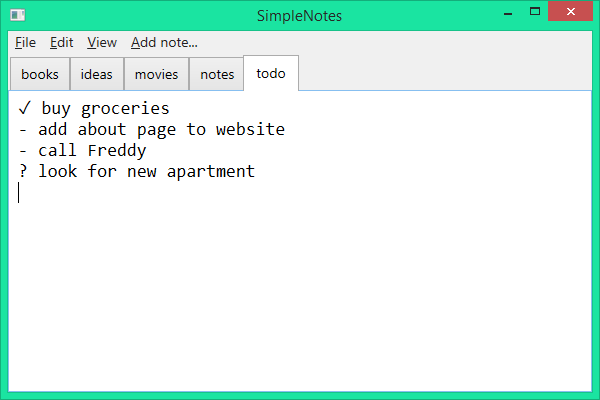 SimpleNotes
File Edit View Add note...
books ideas movies notes todo
✓ buy groceries
- add about page to website
- call Freddy
? look for new apartment